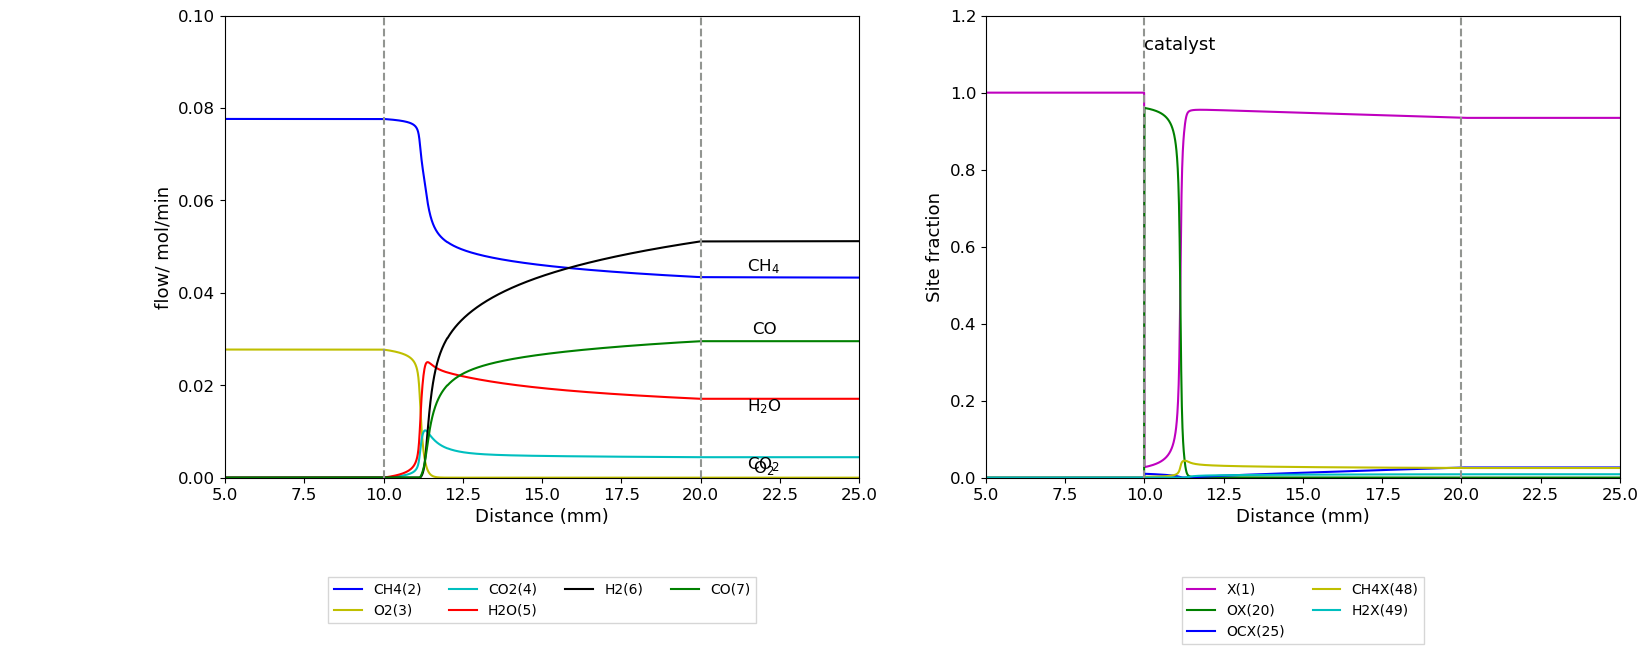 0.10
0.08
0.06
0.04
0.02
0.00
flow/ mol/min
CH4
CO
H2O
CO2
O2
5.0 7.5 10.0 12.5 15.0 17.5 20.0 22.5 25.0
Distance (mm)
CH4(2) CO2(4) H2(6) CO(7)
O2(3) H2O(5)
1.2
1.0
0.8
0.6
0.4
0.2
0.0
Site fraction
catalyst
5.0 7.5 10.0 12.5 15.0 17.5 20.0 22.5 25.0
Distance (mm)
X(1) CH4X(48)
OX(20) H2X(49)
OCX(25)